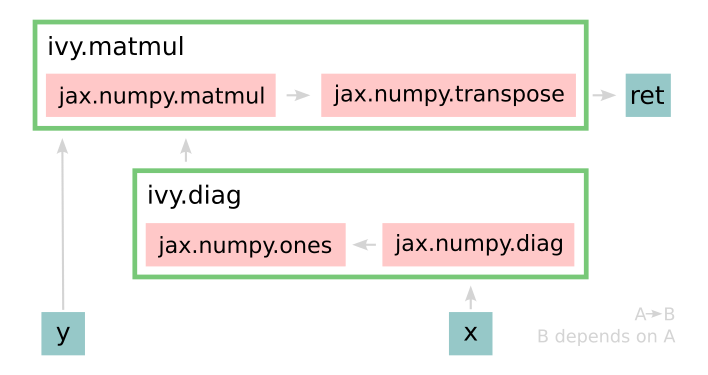 ivy.matmul
jax.numpy.matmul
jax.numpy.transpose
ret
ivy.diag
jax.numpy.ones
jax.numpy.diag
y
x
A→B
B depends on A